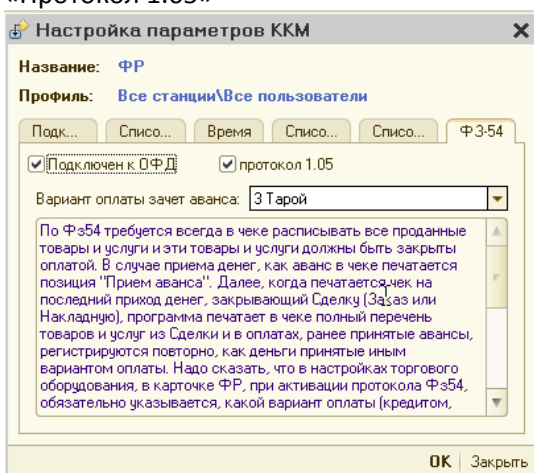 «Протокол 1.05»
Настройка параметров ККМ
Название: ФР
Профиль: Все станции\Все пользователи
Подк... Списо... Время Списо... Списо... ФЗ-54
Подключен к ОФД протокол 1.05
Вариант оплаты зачет аванса: 3 Тарой
По Фз54 требуется всегда в чеке расписывать все проданные
товары и услуги и эти товары и услуги должны быть закрыты
оплатой. В случае приема денег, как аванс в чеке печатается
позиция "Прием аванса". Далее, когда печатается чек на
последний приход денег, закрывающий Сделку (Заказ или
Накладную), программа печатает в чеке полный перечень
товаров и услуг из Сделки и в оплатах, ранее принятые авансы,
регистрируются повторно, как деньги принятые иным
вариантом оплаты. Надо сказать, что в настройках торгового
оборудования, в карточке ФР, при активации протокола Фз54,
обязательно указывается, какой вариант оплаты (кредитом,
OK Закрыть